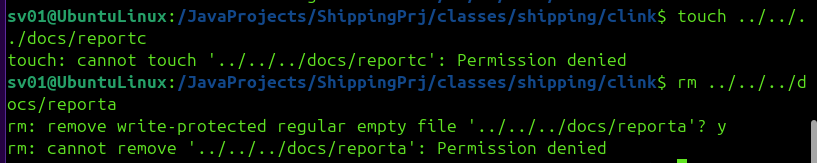 sv01@UbuntuLinux:/JavaProjects/ShippingPrj/classes/shipping/clink$ touch ../../.
./docs/reportc
touch: cannot touch '../../../docs/reportc': Permission denied
sv01@UbuntuLinux:/JavaProjects/ShippingPrj/classes/shipping/clink$ rm ../../../d
ocs/reporta
rm: remove write-protected regular empty file '../../../docs/reporta'? y
rm: cannot remove '../../../docs/reporta': Permission denied